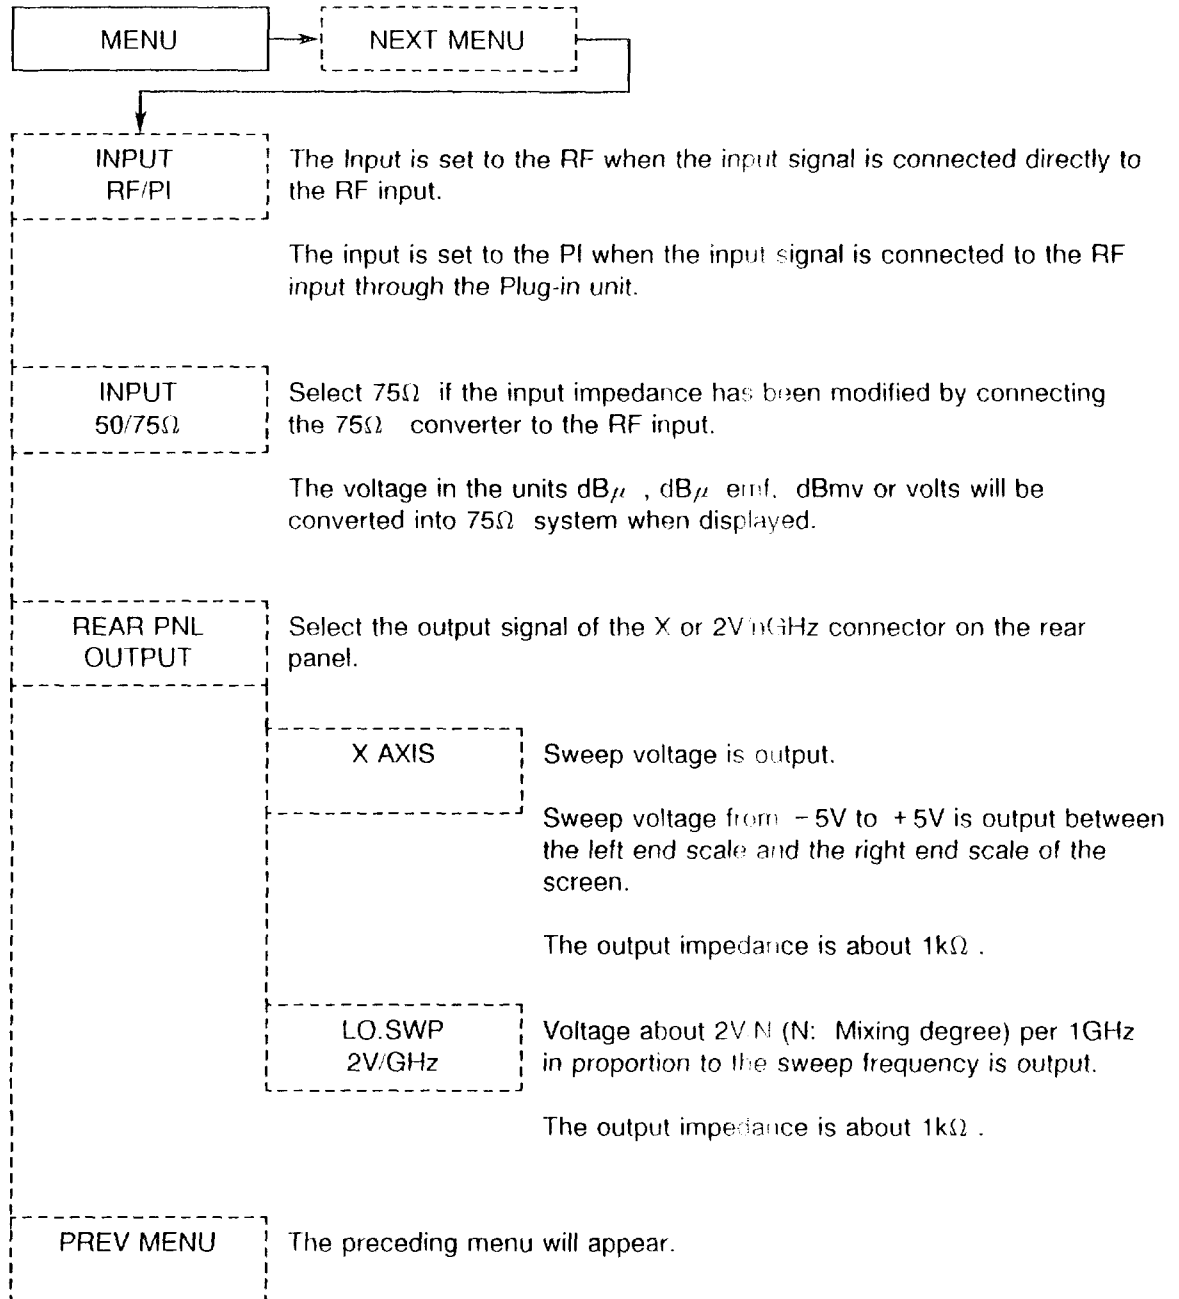 MENU
NEXT MENU
INPUT
RF/PI
The Input is set to the RF when the input signal is connected directly to
the RF input.
The input is set to the PI when the input signal is connected to the RF
input through the Plug-in unit.
INPUT
50/75Ω
Select 75Ω if the input impedance has been modified by connecting
the 75Ω converter to the RF input.
The voltage in the units dBμ , dBμ emf. dBmv or volts will be
converted into 75Ω system when displayed.
REAR PNL
OUTPUT
Select the output signal of the X or 2V/nGHz connector on the rear
panel.
X AXIS
Sweep voltage is output.
Sweep voltage from −5V to +5V is output between
the left end scale and the right end scale of the
screen.
The output impedance is about 1kΩ .
LO.SWP
2V/GHz
Voltage about 2V/N (N: Mixing degree) per 1GHz
in proportion to the sweep frequency is output.
The output impedance is about 1kΩ .
PREV MENU
The preceding menu will appear.